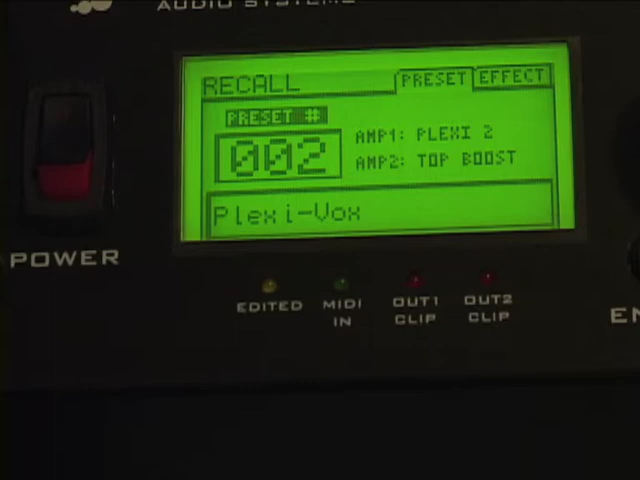 AUDIO SYSTEMS
RECALL PRESET EFFECT
PRESET #
002
AMP1: PLEXI 2
AMP2: TOP BOOST
Plexi-Vox
POWER
EDITED MIDI IN OUT1 CLIP OUT2 CLIP
EN